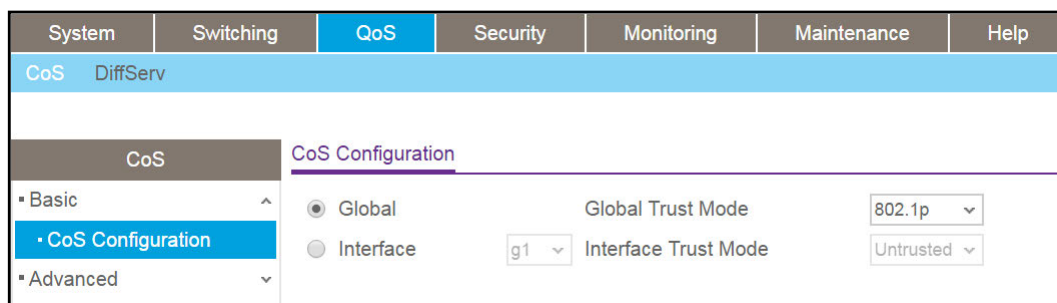 System Switching QoS Security Monitoring Maintenance Help
CoS DiffServ
CoS
CoS Configuration
Basic
CoS Configuration
Advanced
Global Global Trust Mode 802.1p
Interface g1 Interface Trust Mode Untrusted